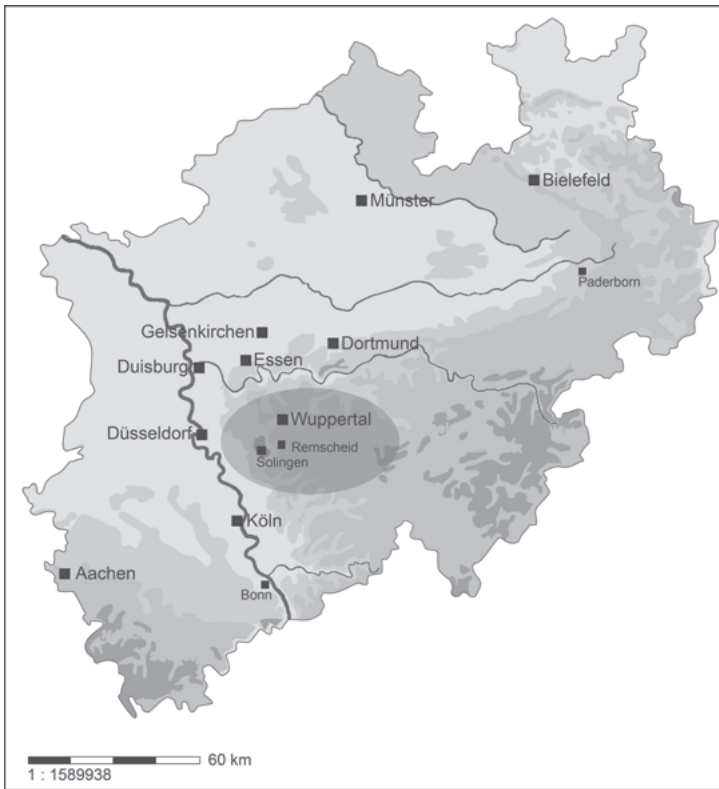 Bielefeld
Münster
Paderborn
Gelsenkirchen
Dortmund
Essen
Duisburg
Wuppertal
Düsseldorf
Remscheid
Solingen
Köln
Aachen
Bonn
60 km
1 : 1589938